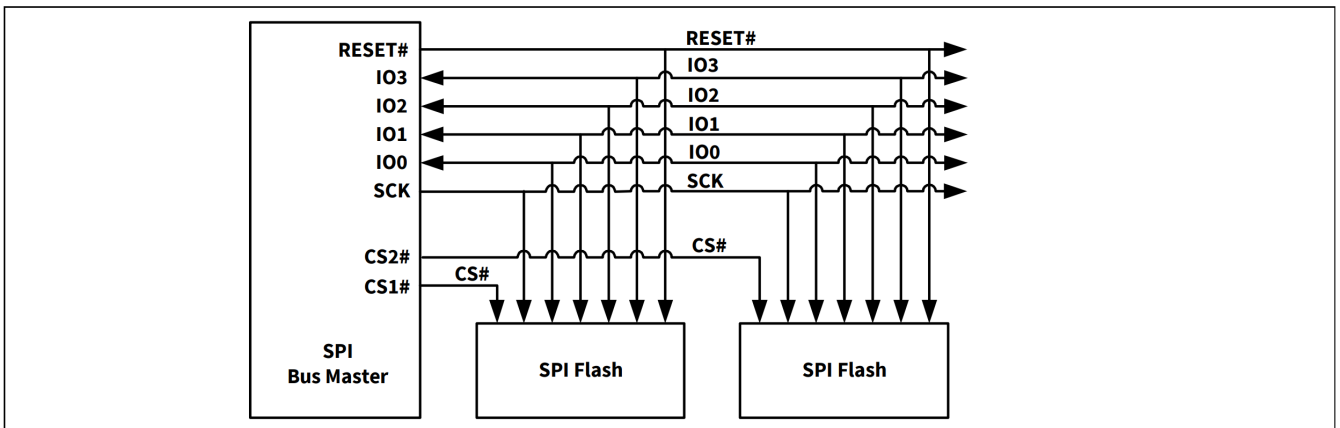 RESET#
RESET#
IO3
IO3
IO2
IO2
IO1
IO1
IO0
IO0
SCK
SCK
CS2#
CS#
CS1#
CS#
SPI
Bus Master
SPI Flash
SPI Flash